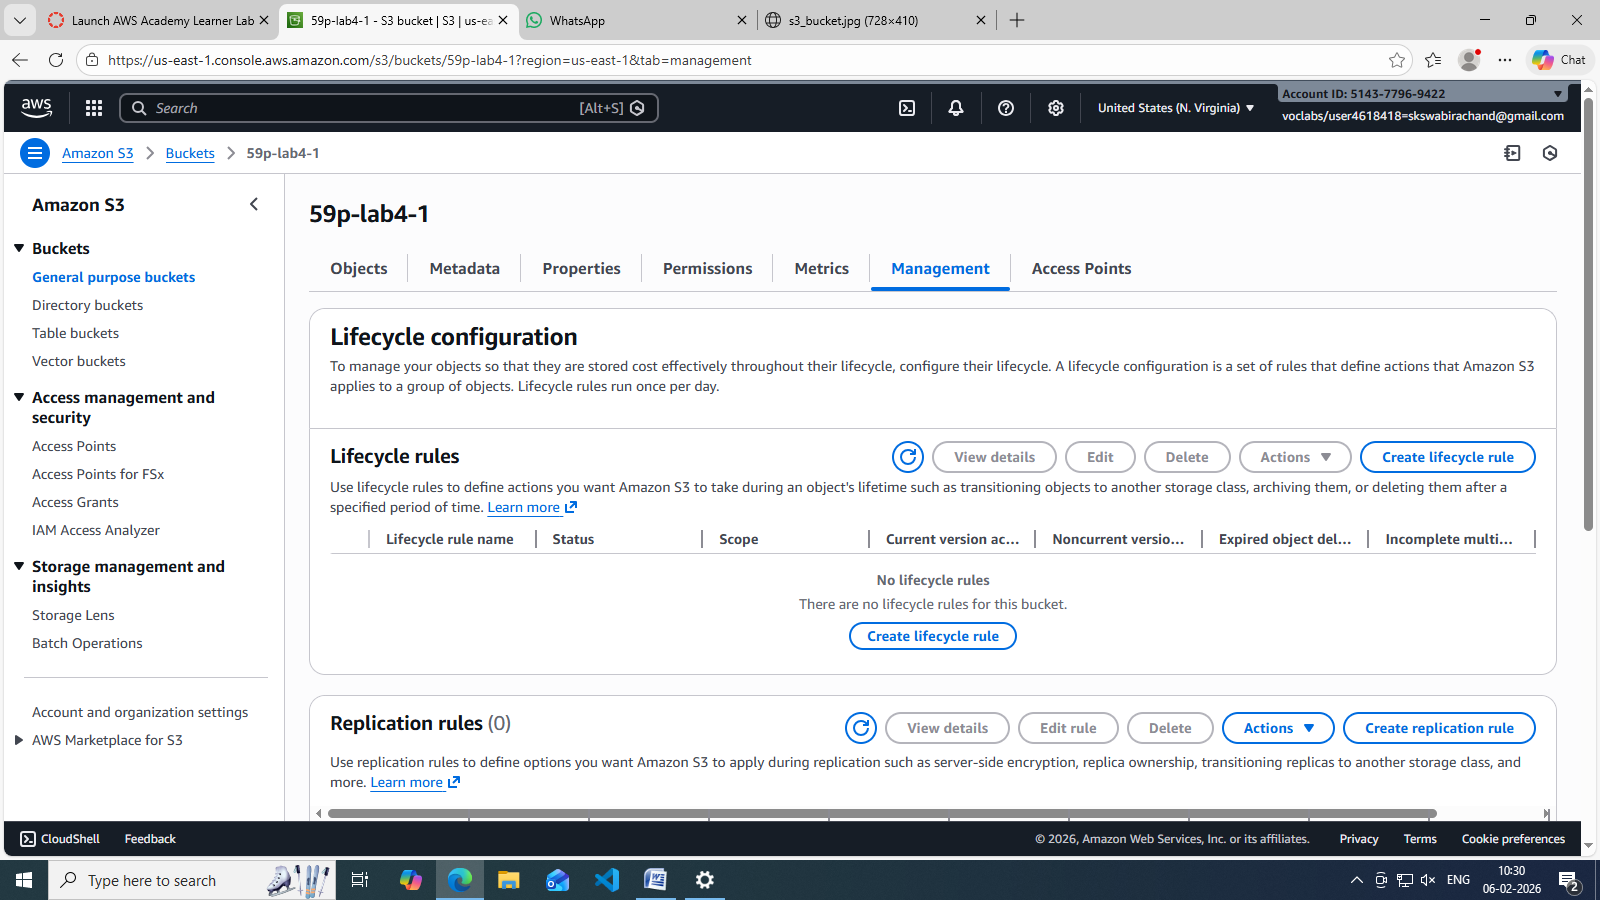 Launch AWS Academy Learner Lab
59p-lab4-1 - S3 bucket | S3 | us-ea
WhatsApp
s3_bucket.jpg (728×410)
https://us-east-1.console.aws.amazon.com/s3/buckets/59p-lab4-1?region=us-east-1&tab=management
Chat
aws
Search
[Alt+S]
United States (N. Virginia)
Account ID: 5143-7796-9422
voclabs/user4618418=skswabirachand@gmail.com
Amazon S3
Buckets
59p-lab4-1
Amazon S3
Buckets
General purpose buckets
Directory buckets
Table buckets
Vector buckets
Access management and
security
Access Points
Access Points for FSx
Access Grants
IAM Access Analyzer
Storage management and
insights
Storage Lens
Batch Operations
Account and organization settings
AWS Marketplace for S3
59p-lab4-1
Objects
Metadata
Properties
Permissions
Metrics
Management
Access Points
Lifecycle configuration
To manage your objects so that they are stored cost effectively throughout their lifecycle, configure their lifecycle. A lifecycle configuration is a set of rules that define actions that Amazon S3
applies to a group of objects. Lifecycle rules run once per day.
Lifecycle rules
View details
Edit
Delete
Actions
Create lifecycle rule
Use lifecycle rules to define actions you want Amazon S3 to take during an object's lifetime such as transitioning objects to another storage class, archiving them, or deleting them after a
specified period of time. Learn more
Lifecycle rule name
Status
Scope
Current version ac...
Noncurrent versio...
Expired object del...
Incomplete multi...
No lifecycle rules
There are no lifecycle rules for this bucket.
Create lifecycle rule
Replication rules (0)
View details
Edit rule
Delete
Actions
Create replication rule
Use replication rules to define options you want Amazon S3 to apply during replication such as server-side encryption, replica ownership, transitioning replicas to another storage class, and
more. Learn more
CloudShell
Feedback
© 2026, Amazon Web Services, Inc. or its affiliates.
Privacy
Terms
Cookie preferences
Type here to search
ENG
10:30
06-02-2026
2